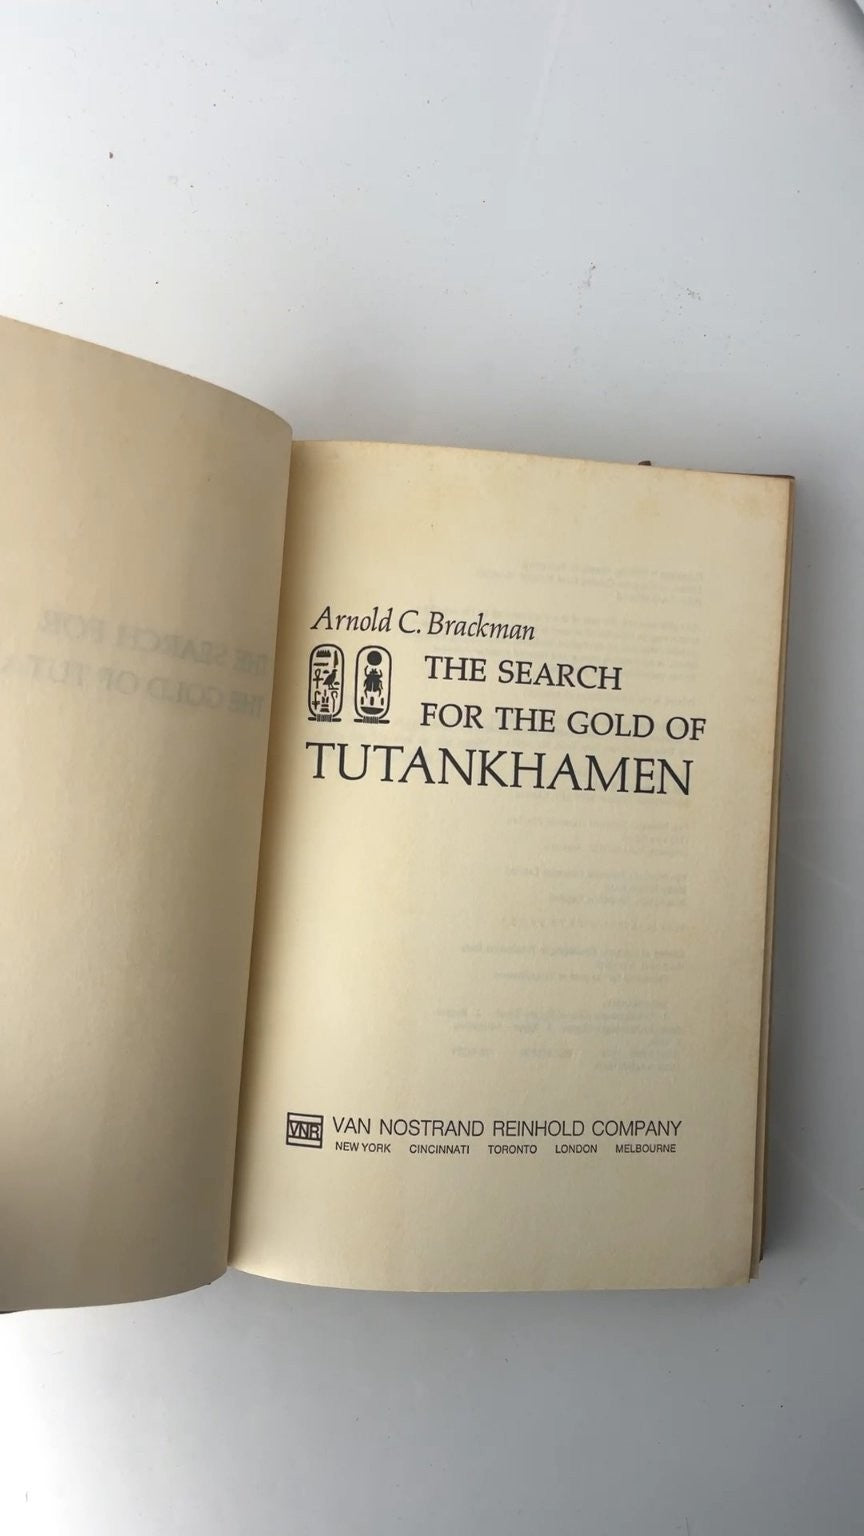 Arnold C. Brackman
THE SEARCH
FOR THE GOLD OF
TUTANKHAMEN
VNR VAN NOSTRAND REINHOLD COMPANY
NEW YORK CINCINNATI TORONTO LONDON MELBOURNE